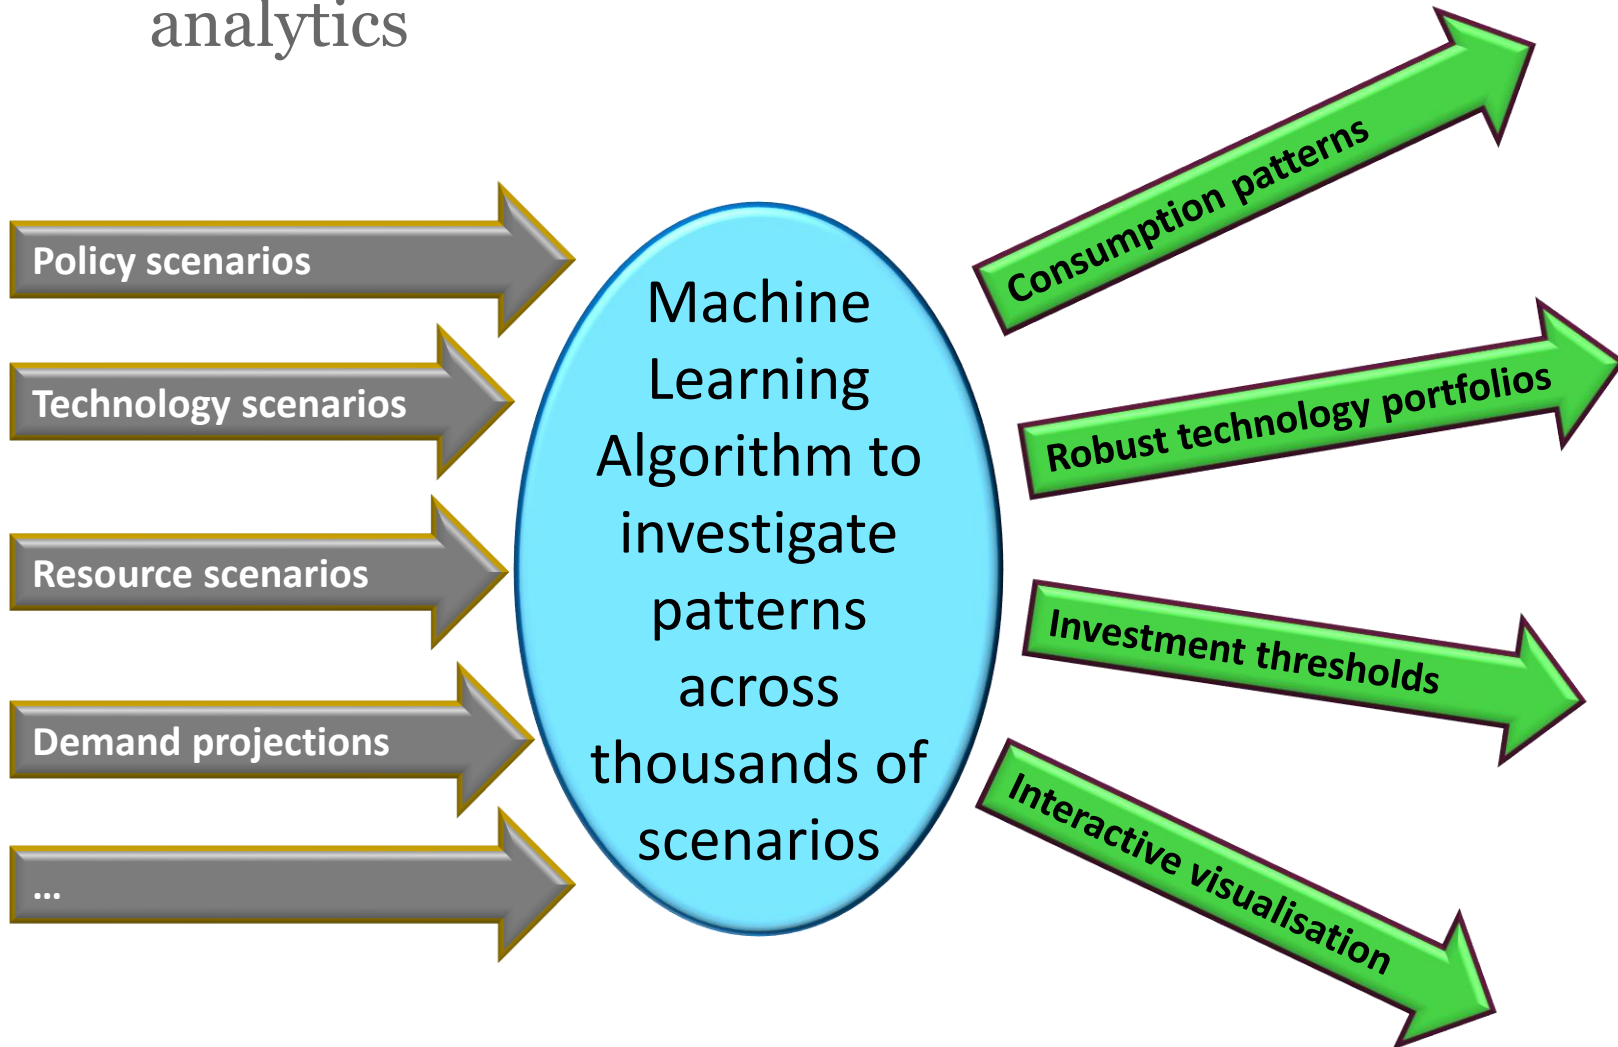 analytics
Policy scenarios
Technology scenarios
Resource scenarios
Demand projections
...
Machine
Learning
Algorithm to
investigate
patterns
across
thousands of
scenarios
Consumption patterns
Robust technology portfolios
Investment thresholds
Interactive visualisation